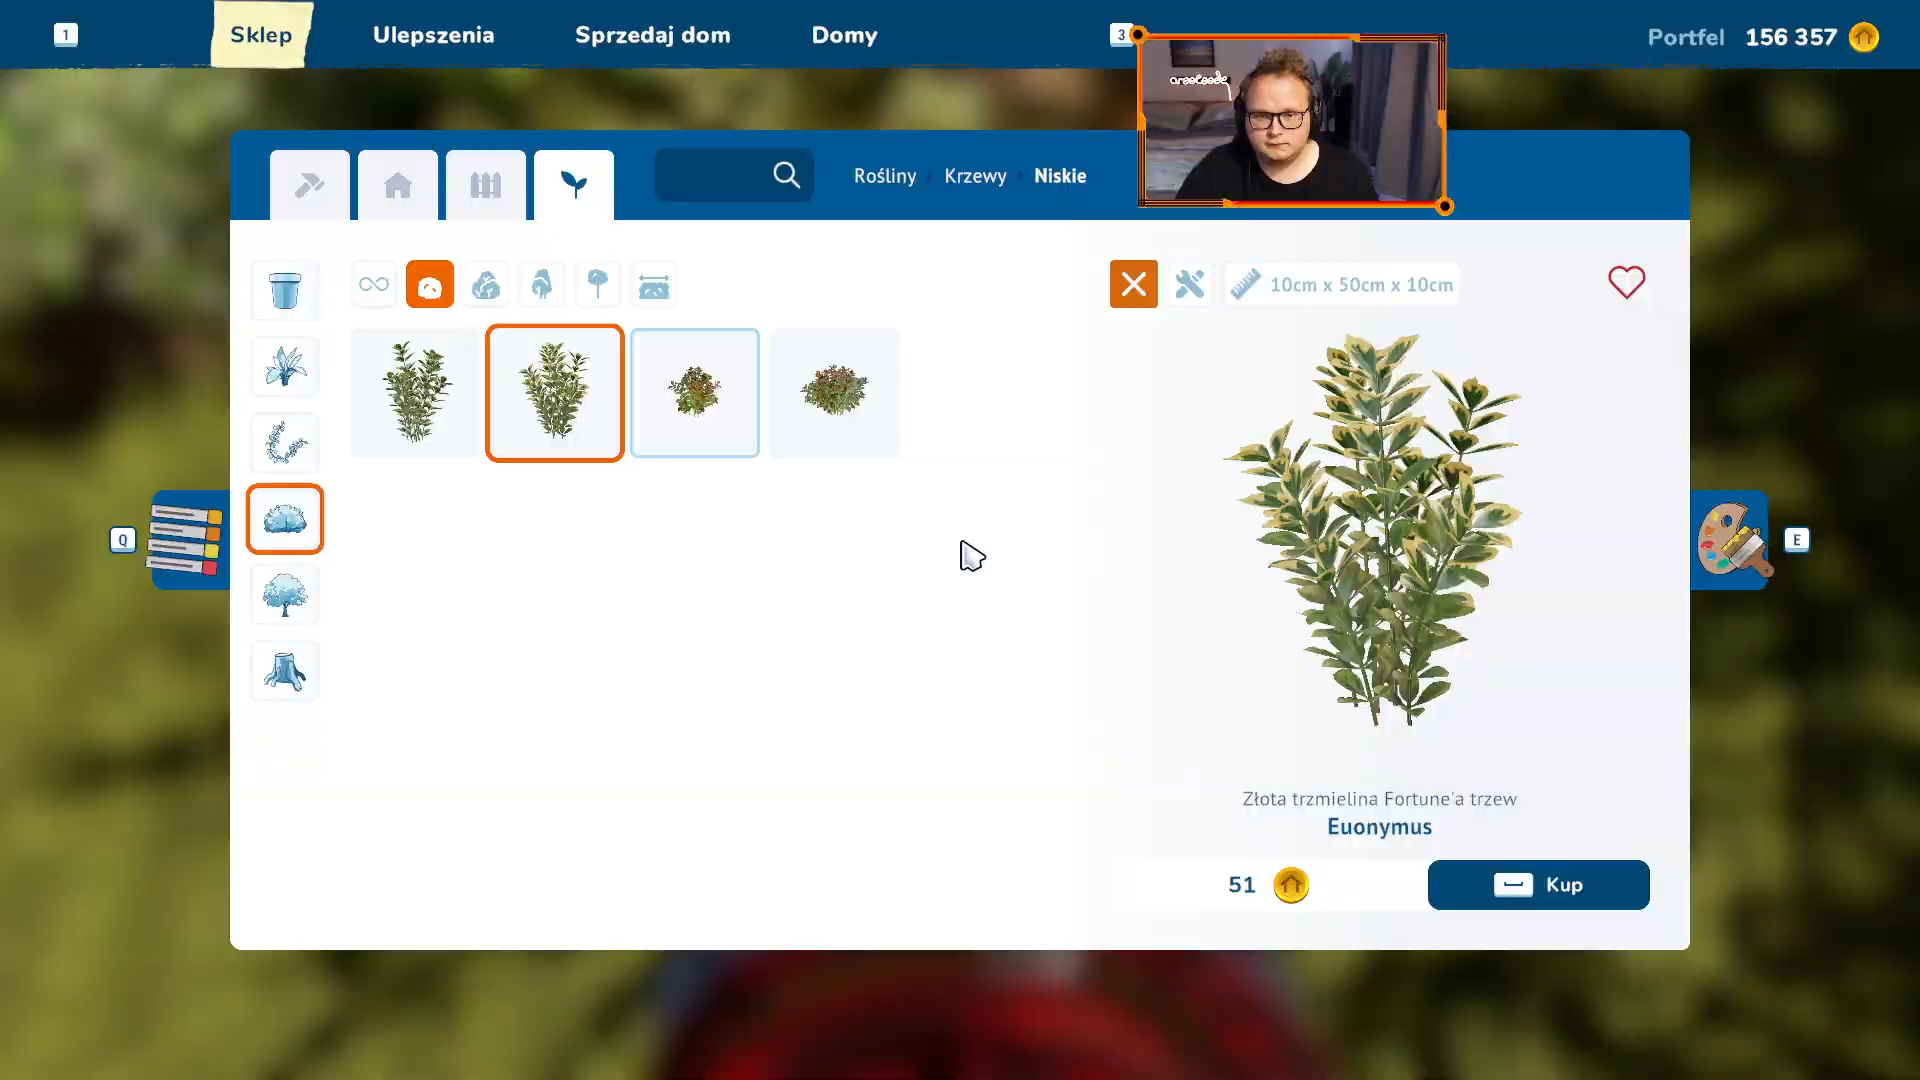 1
Sklep
Ulepszenia
Sprzedaj dom
Domy
3
Portfel
156 357
Rośliny
Krzewy
Niskie
10cm x 50cm x 10cm
Q
E
Złota trzmielina Fortune'a trzew
Euonymus
51
Kup